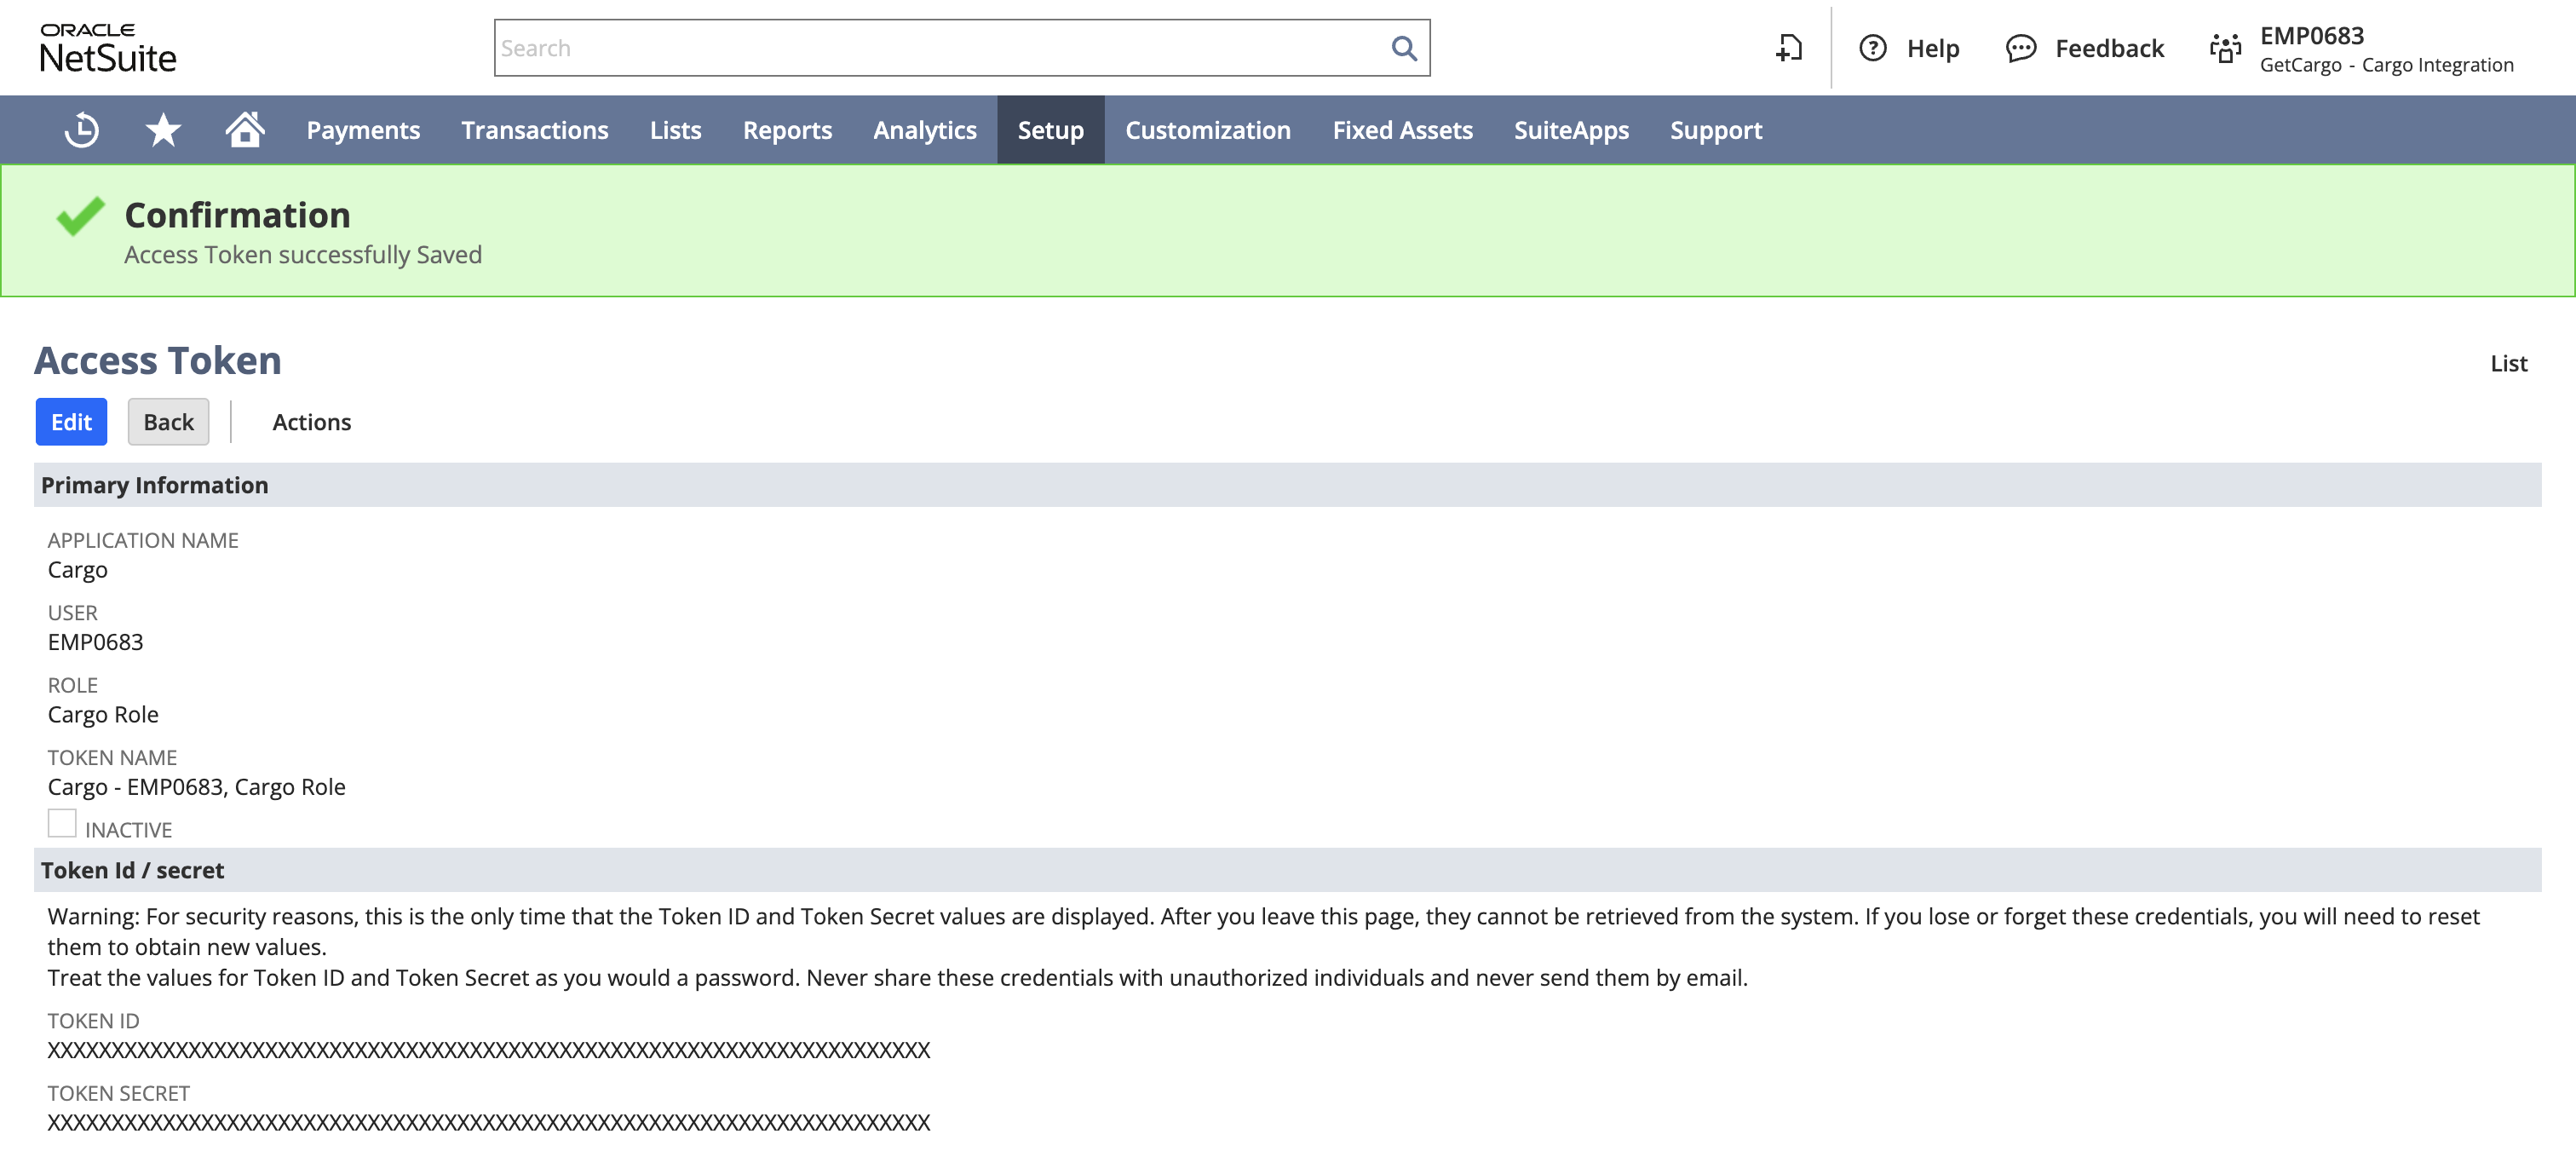 ORACLE
NetSuite
Search
Help
Feedback
EMP0683
GetCargo - Cargo Integration
Payments
Transactions
Lists
Reports
Analytics
Setup
Customization
Fixed Assets
SuiteApps
Support
Confirmation
Access Token successfully Saved
Access Token
List
Edit
Back
Actions
Primary Information
APPLICATION NAME
Cargo
USER
EMP0683
ROLE
Cargo Role
TOKEN NAME
Cargo - EMP0683, Cargo Role
INACTIVE
Token Id / secret
Warning: For security reasons, this is the only time that the Token ID and Token Secret values are displayed. After you leave this page, they cannot be retrieved from the system. If you lose or forget these credentials, you will need to reset
them to obtain new values.
Treat the values for Token ID and Token Secret as you would a password. Never share these credentials with unauthorized individuals and never send them by email.
TOKEN ID
XXXXXXXXXXXXXXXXXXXXXXXXXXXXXXXXXXXXXXXXXXXXXXXXXXXXXXXXXXXXXXXXXXXXX
TOKEN SECRET
XXXXXXXXXXXXXXXXXXXXXXXXXXXXXXXXXXXXXXXXXXXXXXXXXXXXXXXXXXXXXXXXXXXXX